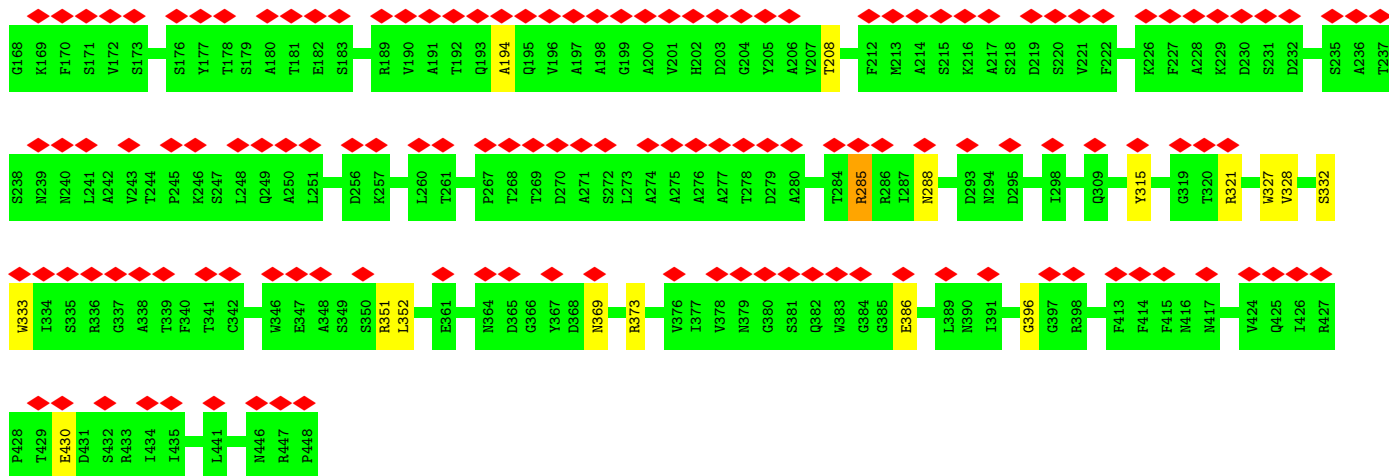 G168 K169 F170 S171 V172 S173 S176 Y177 T178 S179 A180 T181 E182 S183 R189 V190 A191 T192 Q193 A194 Q195 V196 A197 A198 G199 A200 V201 H202 D203 G204 Y205 A206 V207 T208 F212 M213 A214 S215 K216 A217 S218 D219 S220 V221 F222 K226 F227 A228 K229 D230 S231 D232 S235 A236 T237
S238 N239 N240 L241 A242 V243 T244 P245 K246 S247 L248 Q249 A250 L251 D256 K257 L260 T261 P267 T268 T269 D270 A271 S272 L273 A274 A275 A276 A277 T278 D279 A280 T284 R285 R286 I287 N288 D293 N294 D295 I298 Q309 Y315 G319 T320 R321 W327 V328 S332
W333 I334 S335 R336 G337 A338 T339 F340 T341 C342 W346 E347 A348 S349 S350 R351 L352 E361 N364 D365 G366 Y367 D368 N369 R373 V376 I377 V378 N379 G380 S381 Q382 W383 G384 G385 E386 L389 N390 I391 G396 G397 R398 F413 F414 F415 N416 N417 V424 Q425 I426 R427
P428 T429 E430 D431 S432 R433 I434 I435 L441 N446 R447 P448